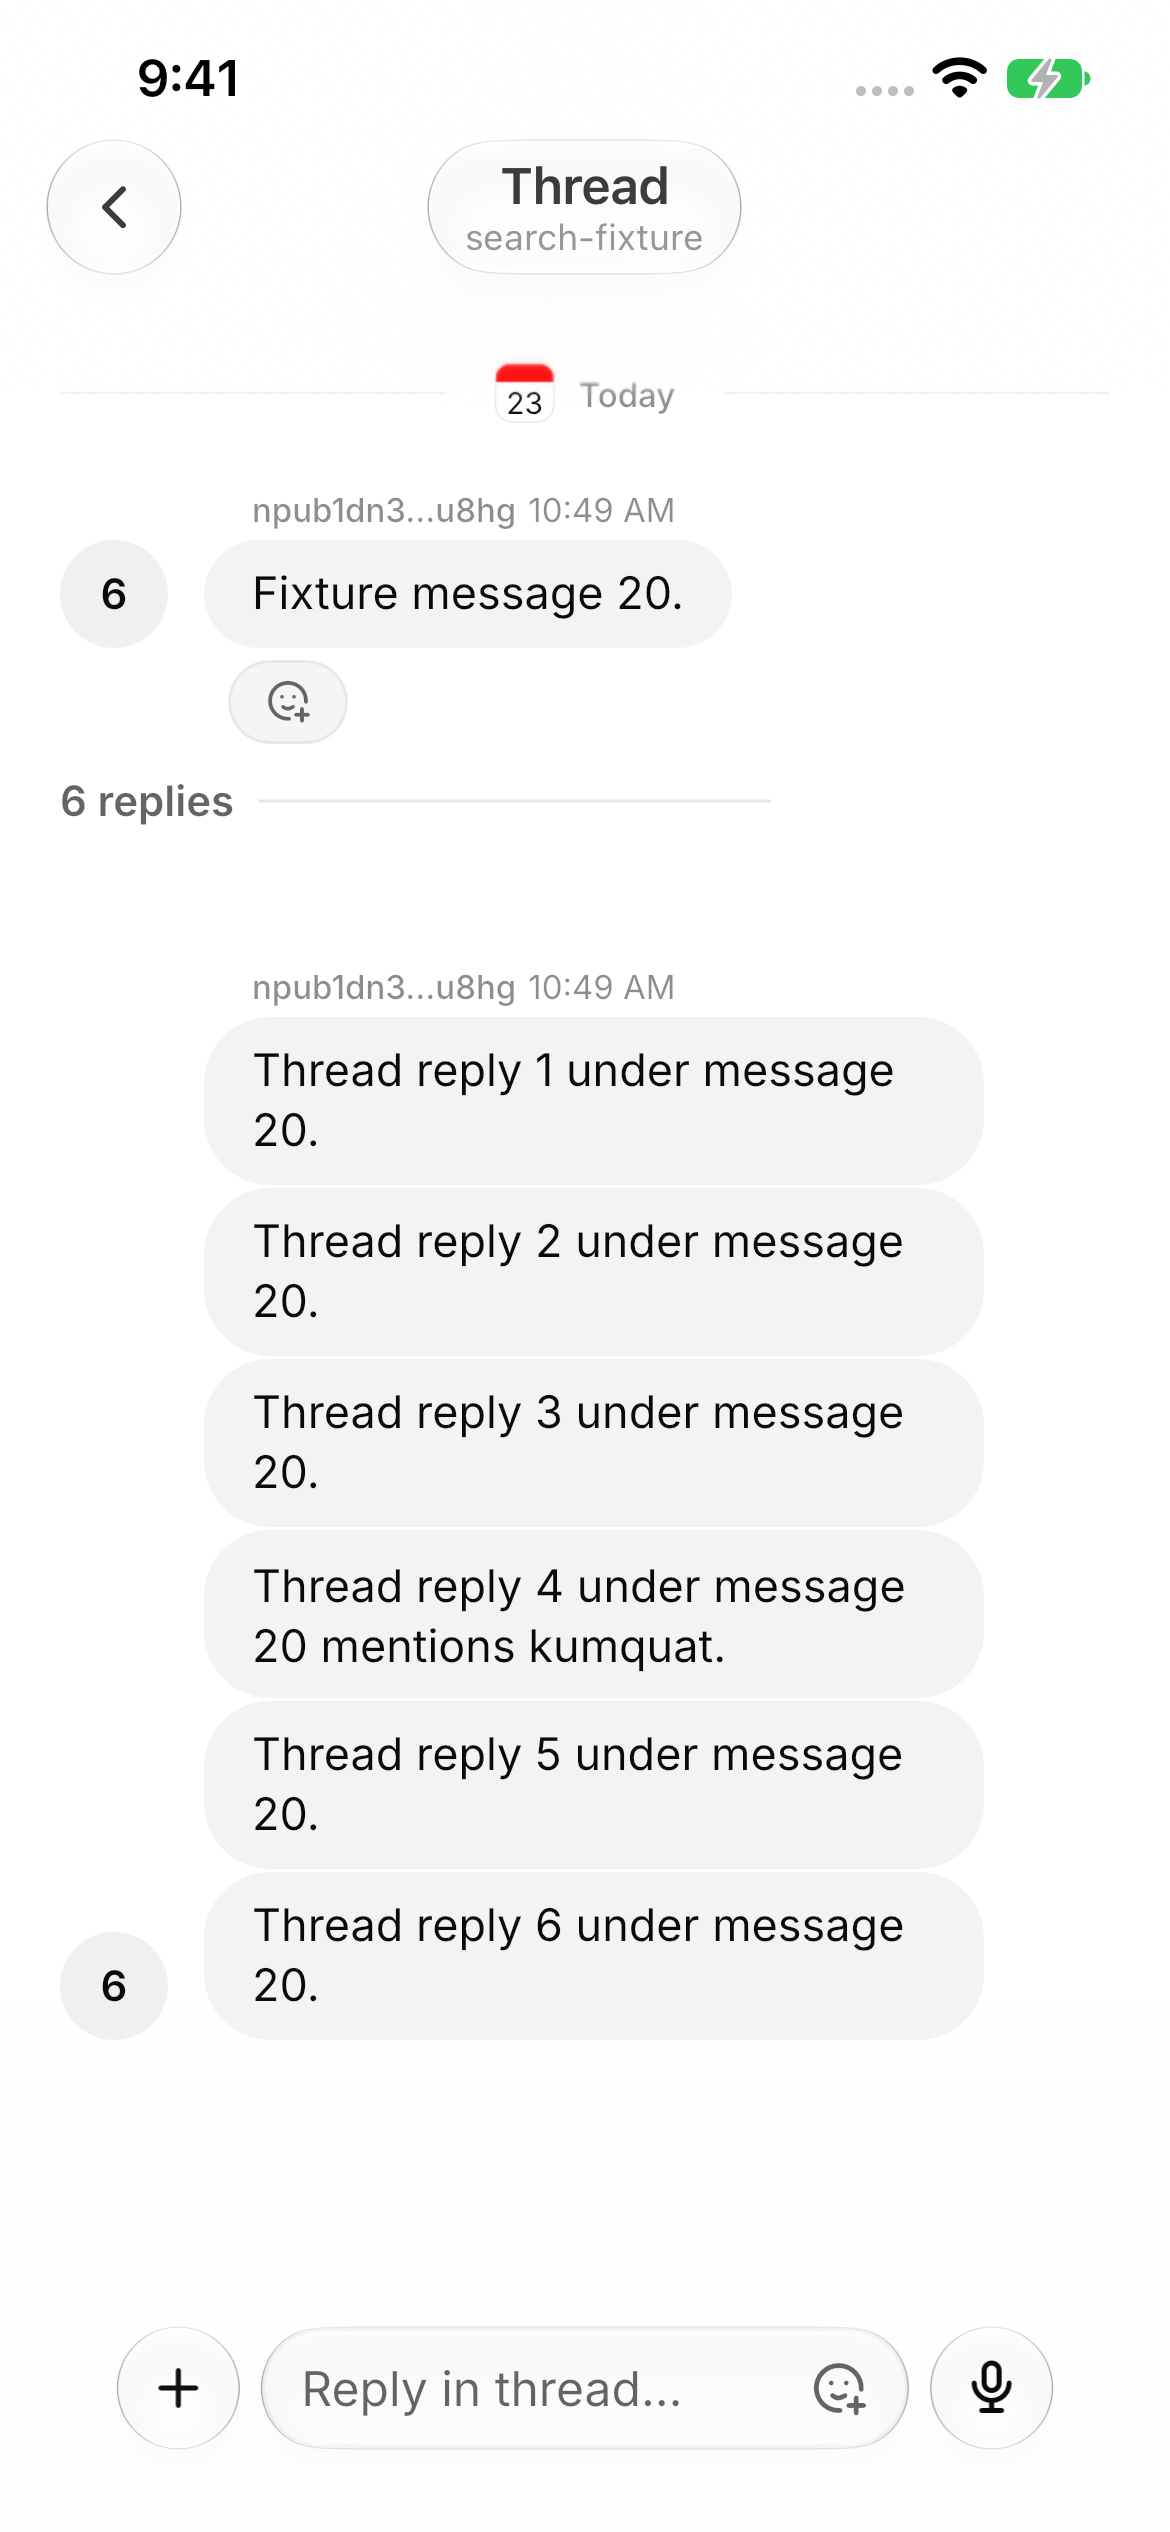 9:41
Thread
search-fixture
23 Today
npub1dn3...u8hg 10:49 AM
6
Fixture message 20.
6 replies
npub1dn3...u8hg 10:49 AM
Thread reply 1 under message
20.
Thread reply 2 under message
20.
Thread reply 3 under message
20.
Thread reply 4 under message
20 mentions kumquat.
Thread reply 5 under message
20.
Thread reply 6 under message
20.
6
Reply in thread...